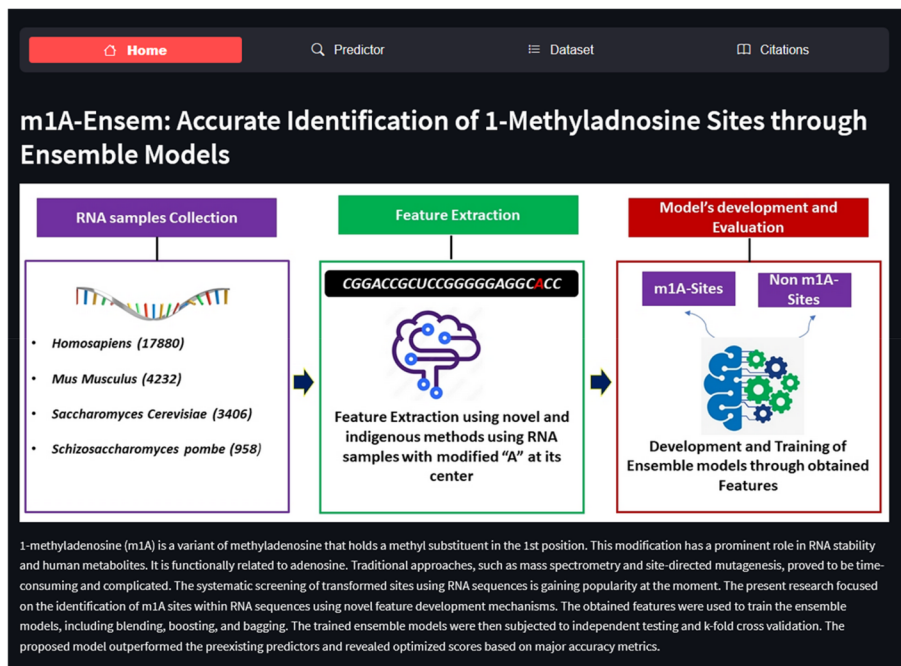 Home
Predictor
Dataset
Citations
m1A-Ensem: Accurate Identification of 1-Methyladnosine Sites through
Ensemble Models
RNA samples Collection
Homosapiens (17880)
Mus Musculus (4232)
Saccharomyces Cerevisiae (3406)
Schizosaccharomyces pombe (958)
Feature Extraction
CGGACCGCUCCGGGGGAGGCACC
Feature Extraction using novel and
indigenous methods using RNA
samples with modified “A” at its
center
Model’s development and
Evaluation
m1A-Sites
Non m1A-
Sites
Development and Training of
Ensemble models through obtained
Features
1-methyladenosine (m1A) is a variant of methyladenosine that holds a methyl substituent in the 1st position. This modification has a prominent role in RNA stability
and human metabolites. It is functionally related to adenosine. Traditional approaches, such as mass spectrometry and site-directed mutagenesis, proved to be time-
consuming and complicated. The systematic screening of transformed sites using RNA sequences is gaining popularity at the moment. The present research focused
on the identification of m1A sites within RNA sequences using novel feature development mechanisms. The obtained features were used to train the ensemble
models, including blending, boosting, and bagging. The trained ensemble models were then subjected to independent testing and k-fold cross validation. The
proposed model outperformed the preexisting predictors and revealed optimized scores based on major accuracy metrics.